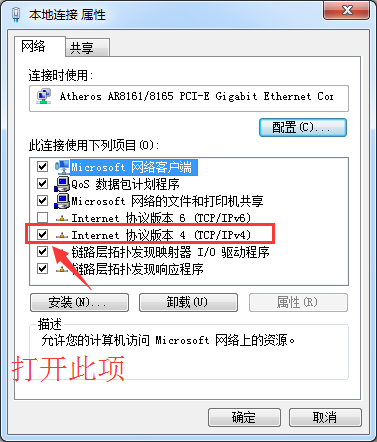 本地连接 属性
网络
共享
连接时使用:
Atheros AR8161/8165 PCI-E Gigabit Ethernet Cor
配置(C)...
此连接使用下列项目(O):
Microsoft 网络客户端
QoS 数据包计划程序
Microsoft 网络的文件和打印机共享
Internet 协议版本 6 (TCP/IPv6)
Internet 协议版本 4 (TCP/IPv4)
链路层拓扑发现映射器 I/O 驱动程序
链路层拓扑发现响应程序
安装(N)...
卸载(U)
属性(R)
描述
允许您的计算机访问 Microsoft 网络上的资源。
打开此项
确定
取消